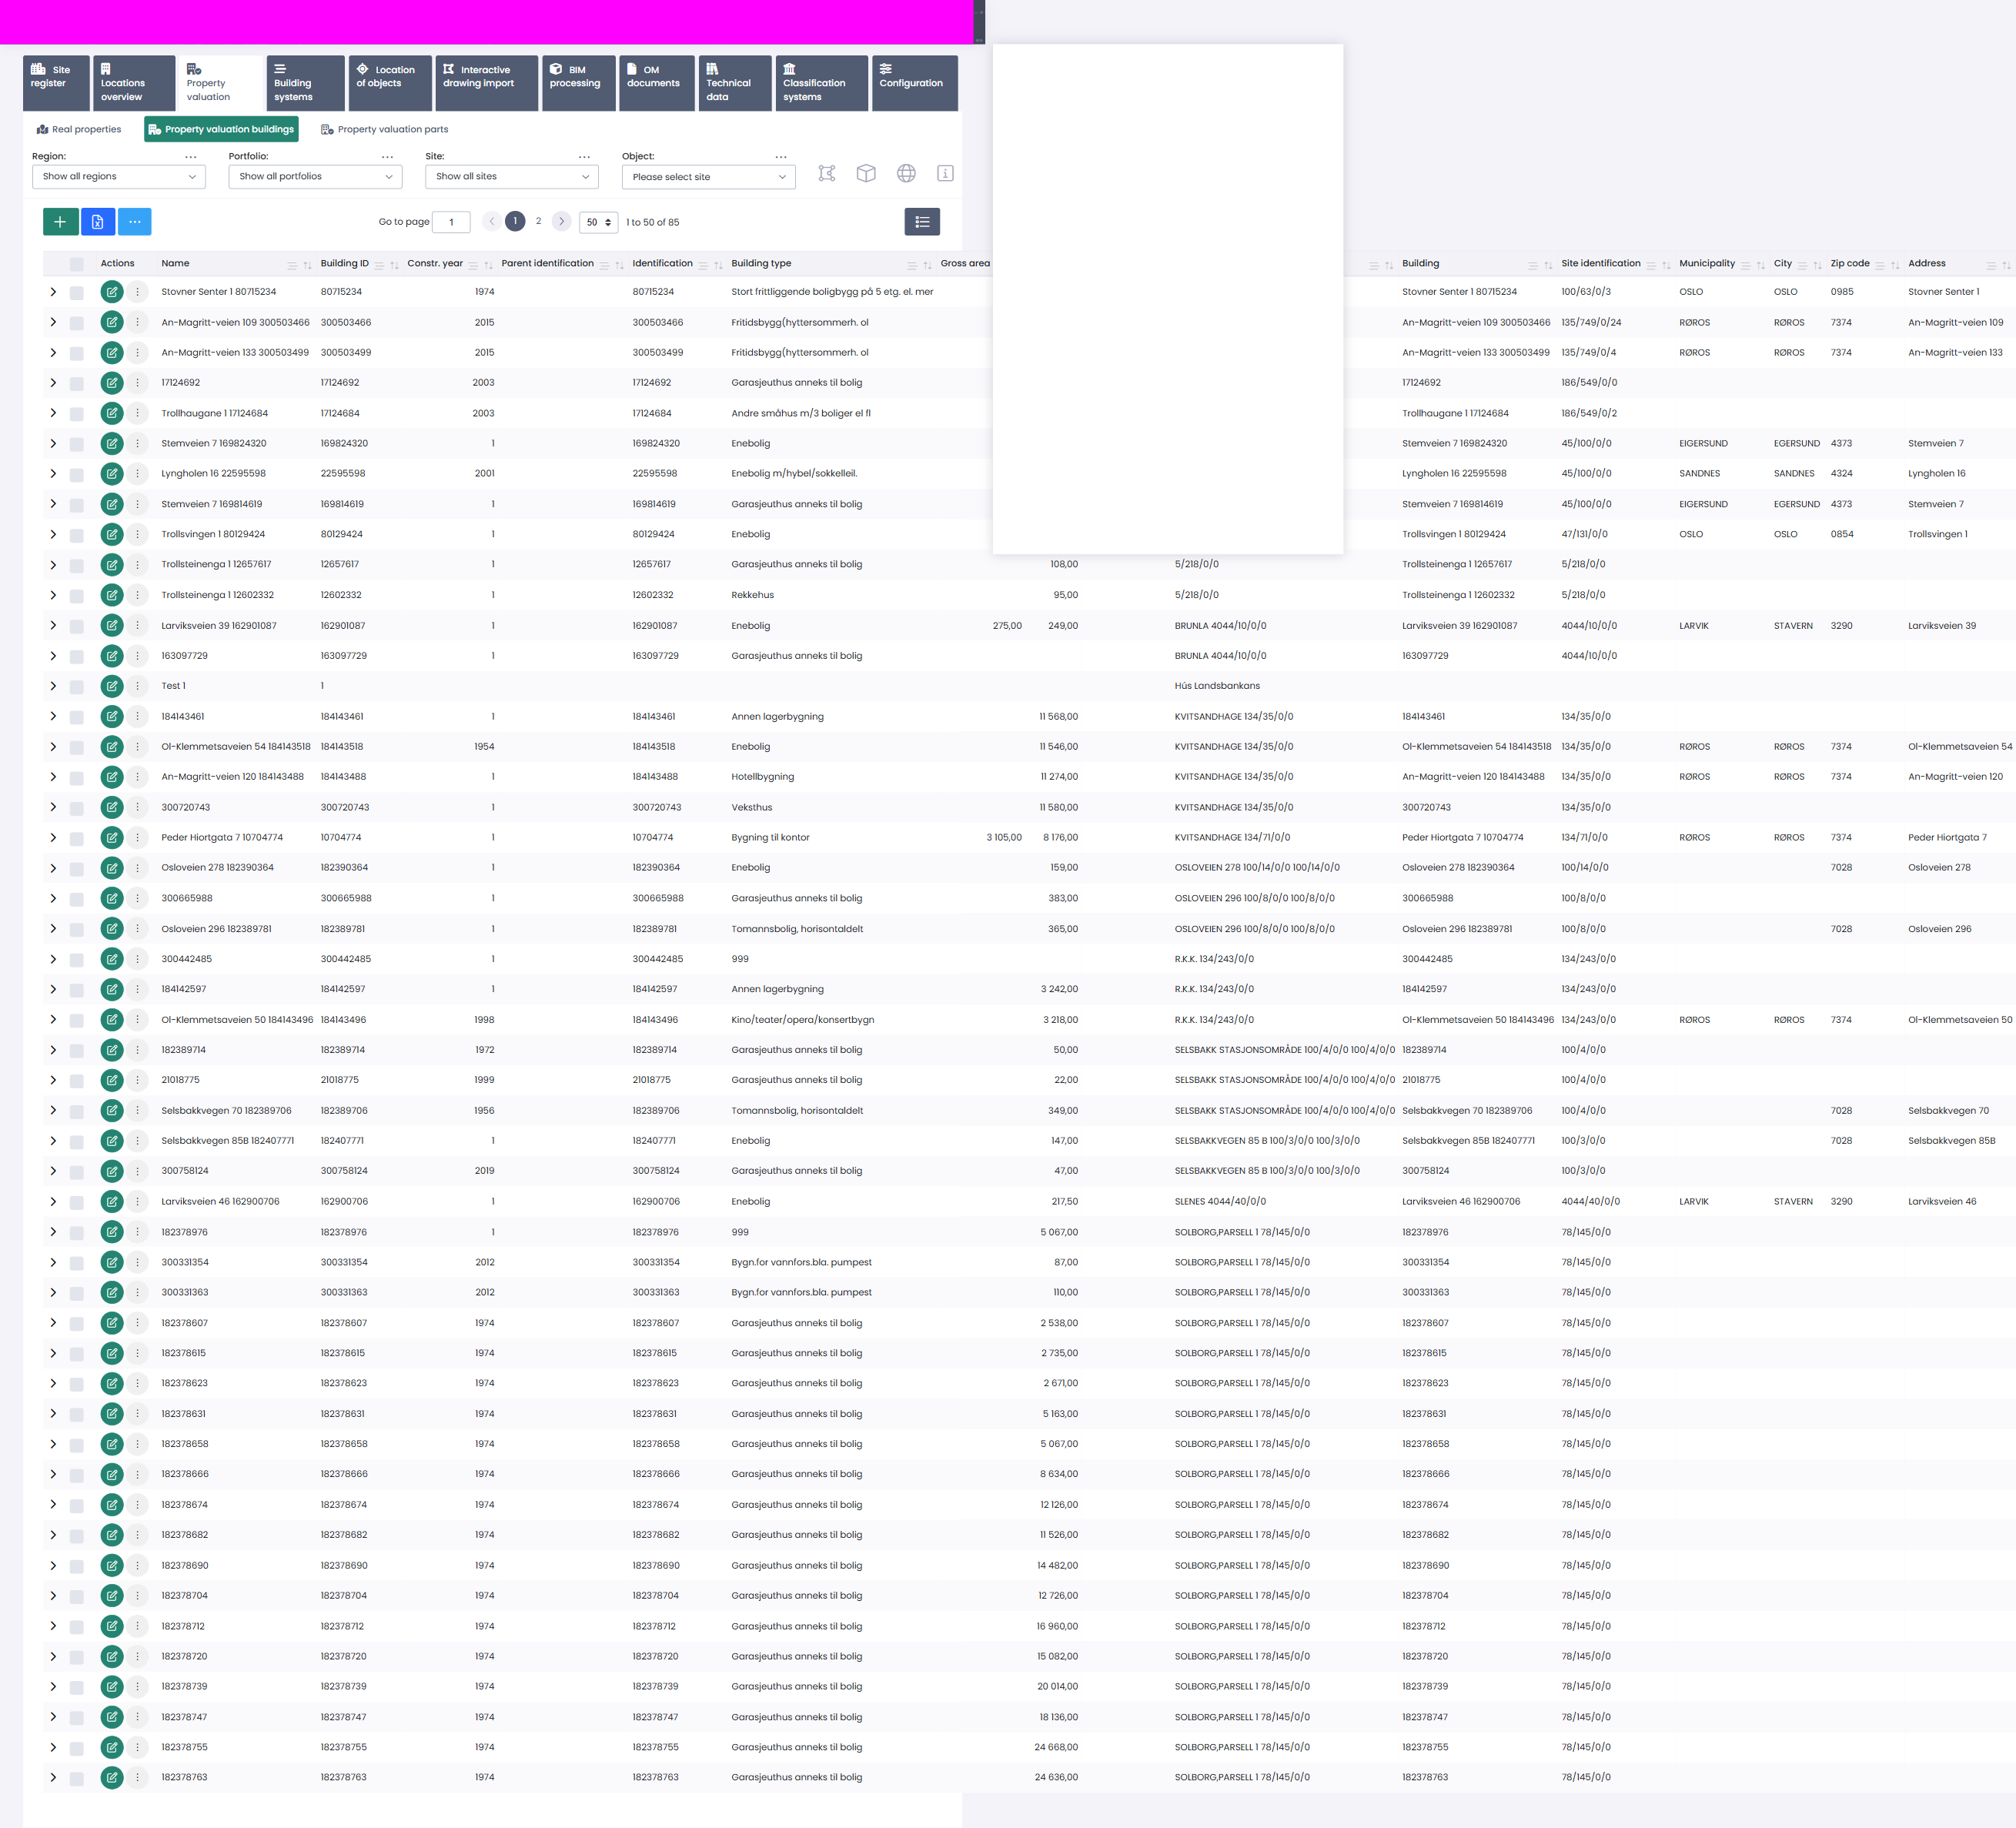 Site register
Locations overview
Property valuation
Building systems
Location of objects
Interactive drawing import
BIM processing
OM documents
Technical data
Classification systems
Configuration
Real properties Property valuation buildings Property valuation parts
Region: ... Portfolio: ... Site: ... Object: ...
Show all regions Show all portfolios Show all sites Please select site
Go to page 1 1 2 50 1 to 50 of 85
Actions Name Building ID Constr. year Parent identification Identification Building type Gross area Building Site identification Municipality City Zip code Address
Stovner Senter 1 80715234 80715234 1974 80715234 Stort frittliggende boligbygg på 5 etg. el. mer Stovner Senter 1 80715234 100/63/0/3 OSLO OSLO 0985 Stovner Senter 1
An-Magritt-veien 109 300503466 300503466 2015 300503466 Fritidsbygg(hyttersommerh. ol An-Magritt-veien 109 300503466 135/749/0/24 RØROS RØROS 7374 An-Magritt-veien 109
An-Magritt-veien 133 300503499 300503499 2015 300503499 Fritidsbygg(hyttersommerh. ol An-Magritt-veien 133 300503499 135/749/0/4 RØROS RØROS 7374 An-Magritt-veien 133
17124692 17124692 2003 17124692 Garasjeuthus anneks til bolig 17124692 186/549/0/0
Trollhaugane 1 17124684 17124684 2003 17124684 Andre småhus m/3 boliger el fl Trollhaugane 1 17124684 186/549/0/2
Stemveien 7 169824320 169824320 1 169824320 Enebolig Stemveien 7 169824320 45/100/0/0 EIGERSUND EGERSUND 4373 Stemveien 7
Lyngholen 16 22595598 22595598 2001 22595598 Enebolig m/hybel/sokkelleil. Lyngholen 16 22595598 45/100/0/0 SANDNES SANDNES 4324 Lyngholen 16
Stemveien 7 169814619 169814619 1 169814619 Garasjeuthus anneks til bolig Stemveien 7 169814619 45/100/0/0 EIGERSUND EGERSUND 4373 Stemveien 7
Trollsvingen 1 80129424 80129424 1 80129424 Enebolig Trollsvingen 1 80129424 47/131/0/0 OSLO OSLO 0854 Trollsvingen 1
Trollsteinenga 1 12657617 12657617 1 12657617 Garasjeuthus anneks til bolig 108,00 5/218/0/0 Trollsteinenga 1 12657617 5/218/0/0
Trollsteinenga 1 12602332 12602332 1 12602332 Rekkehus 95,00 5/218/0/0 Trollsteinenga 1 12602332 5/218/0/0
Larviksveien 39 162901087 162901087 1 162901087 Enebolig 275,00 249,00 BRUNLA 4044/10/0/0 Larviksveien 39 162901087 4044/10/0/0 LARVIK STAVERN 3290 Larviksveien 39
163097729 163097729 1 163097729 Garasjeuthus anneks til bolig BRUNLA 4044/10/0/0 163097729 4044/10/0/0
Test 1 1 Hús Landsbankans
184143461 184143461 1 184143461 Annen lagerbygning 11 568,00 KVITSANDHAGE 134/35/0/0 184143461 134/35/0/0
Ol-Klemmetsaveien 54 184143518 184143518 1954 184143518 Enebolig 11 546,00 KVITSANDHAGE 134/35/0/0 Ol-Klemmetsaveien 54 184143518 134/35/0/0 RØROS RØROS 7374 Ol-Klemmetsaveien 54
An-Magritt-veien 120 184143488 184143488 1 184143488 Hotellbygning 11 274,00 KVITSANDHAGE 134/35/0/0 An-Magritt-veien 120 184143488 134/35/0/0 RØROS RØROS 7374 An-Magritt-veien 120
300720743 300720743 1 300720743 Veksthus 11 580,00 KVITSANDHAGE 134/35/0/0 300720743 134/35/0/0
Peder Hiortgata 7 10704774 10704774 1 10704774 Bygning til kontor 3 105,00 8 176,00 KVITSANDHAGE 134/71/0/0 Peder Hiortgata 7 10704774 134/71/0/0 RØROS RØROS 7374 Peder Hiortgata 7
Osloveien 278 182390364 182390364 1 182390364 Enebolig 159,00 OSLOVEIEN 278 100/14/0/0 100/14/0/0 Osloveien 278 182390364 100/14/0/0 7028 Osloveien 278
300665988 300665988 1 300665988 Garasjeuthus anneks til bolig 383,00 OSLOVEIEN 296 100/8/0/0 100/8/0/0 300665988 100/8/0/0
Osloveien 296 182389781 182389781 1 182389781 Tomannsbolig, horisontaldelt 365,00 OSLOVEIEN 296 100/8/0/0 100/8/0/0 Osloveien 296 182389781 100/8/0/0 7028 Osloveien 296
300442485 300442485 1 300442485 999 R.K.K. 134/243/0/0 300442485 134/243/0/0
184142597 184142597 1 184142597 Annen lagerbygning 3 242,00 R.K.K. 134/243/0/0 184142597 134/243/0/0
Ol-Klemmetsaveien 50 184143496 184143496 1998 184143496 Kino/teater/opera/konsertbygn 3 218,00 R.K.K. 134/243/0/0 Ol-Klemmetsaveien 50 184143496 134/243/0/0 RØROS RØROS 7374 Ol-Klemmetsaveien 50
182389714 182389714 1972 182389714 Garasjeuthus anneks til bolig 50,00 SELSBAKK STASJONSOMRÅDE 100/4/0/0 100/4/0/0 182389714 100/4/0/0
21018775 21018775 1999 21018775 Garasjeuthus anneks til bolig 22,00 SELSBAKK STASJONSOMRÅDE 100/4/0/0 100/4/0/0 21018775 100/4/0/0
Selsbakkvegen 70 182389706 182389706 1956 182389706 Tomannsbolig, horisontaldelt 349,00 SELSBAKK STASJONSOMRÅDE 100/4/0/0 100/4/0/0 Selsbakkvegen 70 182389706 100/4/0/0 7028 Selsbakkvegen 70
Selsbakkvegen 85B 182407771 182407771 1 182407771 Enebolig 147,00 SELSBAKKVEGEN 85 B 100/3/0/0 100/3/0/0 Selsbakkvegen 85B 182407771 100/3/0/0 7028 Selsbakkvegen 85B
300758124 300758124 2019 300758124 Garasjeuthus anneks til bolig 47,00 SELSBAKKVEGEN 85 B 100/3/0/0 100/3/0/0 300758124 100/3/0/0
Larviksveien 46 162900706 162900706 1 162900706 Enebolig 217,50 SLENES 4044/40/0/0 Larviksveien 46 162900706 4044/40/0/0 LARVIK STAVERN 3290 Larviksveien 46
182378976 182378976 1 182378976 999 5 067,00 SOLBORG,PARSELL 1 78/145/0/0 182378976 78/145/0/0
300331354 300331354 2012 300331354 Bygn.for vannfors.bla. pumpest 87,00 SOLBORG,PARSELL 1 78/145/0/0 300331354 78/145/0/0
300331363 300331363 2012 300331363 Bygn.for vannfors.bla. pumpest 110,00 SOLBORG,PARSELL 1 78/145/0/0 300331363 78/145/0/0
182378607 182378607 1974 182378607 Garasjeuthus anneks til bolig 2 538,00 SOLBORG,PARSELL 1 78/145/0/0 182378607 78/145/0/0
182378615 182378615 1974 182378615 Garasjeuthus anneks til bolig 2 735,00 SOLBORG,PARSELL 1 78/145/0/0 182378615 78/145/0/0
182378623 182378623 1974 182378623 Garasjeuthus anneks til bolig 2 671,00 SOLBORG,PARSELL 1 78/145/0/0 182378623 78/145/0/0
182378631 182378631 1974 182378631 Garasjeuthus anneks til bolig 5 163,00 SOLBORG,PARSELL 1 78/145/0/0 182378631 78/145/0/0
182378658 182378658 1974 182378658 Garasjeuthus anneks til bolig 5 067,00 SOLBORG,PARSELL 1 78/145/0/0 182378658 78/145/0/0
182378666 182378666 1974 182378666 Garasjeuthus anneks til bolig 8 634,00 SOLBORG,PARSELL 1 78/145/0/0 182378666 78/145/0/0
182378674 182378674 1974 182378674 Garasjeuthus anneks til bolig 12 126,00 SOLBORG,PARSELL 1 78/145/0/0 182378674 78/145/0/0
182378682 182378682 1974 182378682 Garasjeuthus anneks til bolig 11 526,00 SOLBORG,PARSELL 1 78/145/0/0 182378682 78/145/0/0
182378690 182378690 1974 182378690 Garasjeuthus anneks til bolig 14 482,00 SOLBORG,PARSELL 1 78/145/0/0 182378690 78/145/0/0
182378704 182378704 1974 182378704 Garasjeuthus anneks til bolig 12 726,00 SOLBORG,PARSELL 1 78/145/0/0 182378704 78/145/0/0
182378712 182378712 1974 182378712 Garasjeuthus anneks til bolig 16 960,00 SOLBORG,PARSELL 1 78/145/0/0 182378712 78/145/0/0
182378720 182378720 1974 182378720 Garasjeuthus anneks til bolig 15 082,00 SOLBORG,PARSELL 1 78/145/0/0 182378720 78/145/0/0
182378739 182378739 1974 182378739 Garasjeuthus anneks til bolig 20 014,00 SOLBORG,PARSELL 1 78/145/0/0 182378739 78/145/0/0
182378747 182378747 1974 182378747 Garasjeuthus anneks til bolig 18 136,00 SOLBORG,PARSELL 1 78/145/0/0 182378747 78/145/0/0
182378755 182378755 1974 182378755 Garasjeuthus anneks til bolig 24 668,00 SOLBORG,PARSELL 1 78/145/0/0 182378755 78/145/0/0
182378763 182378763 1974 182378763 Garasjeuthus anneks til bolig 24 636,00 SOLBORG,PARSELL 1 78/145/0/0 182378763 78/145/0/0